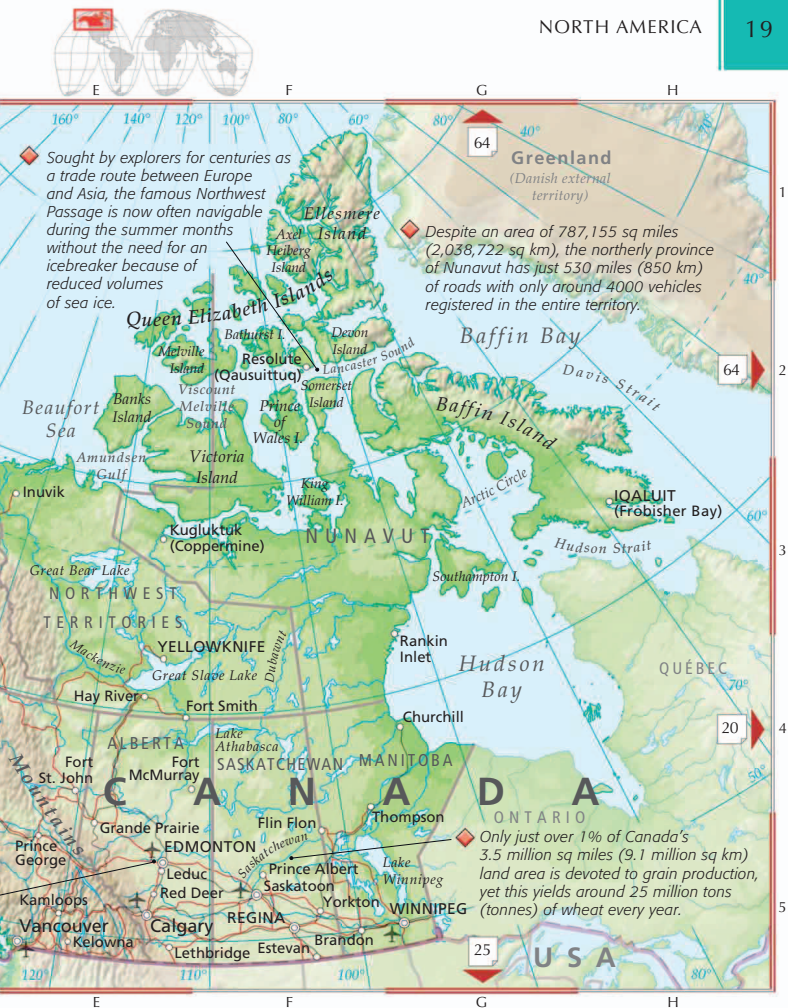 NORTH AMERICA
19
E
F
G
H
160°
140°
120°
100°
80°
60°
80°
64
40°
20°
Sought by explorers for centuries as
a trade route between Europe
and Asia, the famous Northwest
Passage is now often navigable
during the summer months
without the need for an
icebreaker because of
reduced volumes
of sea ice.
Greenland
(Danish external
territory)
1
Ellesmere
Island
Axel
Heiberg
Island
Despite an area of 787,155 sq miles
(2,038,722 sq km), the northerly province
of Nunavut has just 530 miles (850 km)
of roads with only around 4000 vehicles
registered in the entire territory.
40°
Queen Elizabeth Islands
Bathurst I.
Devon
Island
Baffin Bay
Melville
Island
Resolute
(Qausuittuq)
Lancaster Sound
64
2
Davis Strait
Beaufort
Sea
Banks
Island
Viscount
Melville
Sound
Prince
of
Wales I.
Somerset
Island
Baffin Island
Amundsen
Gulf
Victoria
Island
King
William I.
Arctic Circle
Inuvik
IQALUIT
(Frobisher Bay)
60°
Kugluktuk
(Coppermine)
NUNAVUT
Hudson Strait
3
Great Bear Lake
Southampton I.
NORTHWEST
TERRITORIES
Mackenzie
YELLOWKNIFE
Dubawnt
Rankin
Inlet
Great Slave Lake
Hudson
Bay
QUÉBEC
70°
Hay River
Fort Smith
Churchill
20
4
ALBERTA
Lake
Athabasca
Fort
St. John
Fort
McMurray
SASKATCHEWAN
MANITOBA
50°
Mountains
CANADA
Grande Prairie
Flin Flon
Thompson
ONTARIO
Prince
George
EDMONTON
Saskatchewan
Only just over 1% of Canada's
3.5 million sq miles (9.1 million sq km)
land area is devoted to grain production,
yet this yields around 25 million tons
(tonnes) of wheat every year.
Leduc
Prince Albert
Lake
Winnipeg
Red Deer
Saskatoon
Kamloops
Yorkton
WINNIPEG
5
Vancouver
Calgary
REGINA
Kelowna
Lethbridge
Estevan
Brandon
25
USA
120°
110°
100°
80°
E
F
G
H